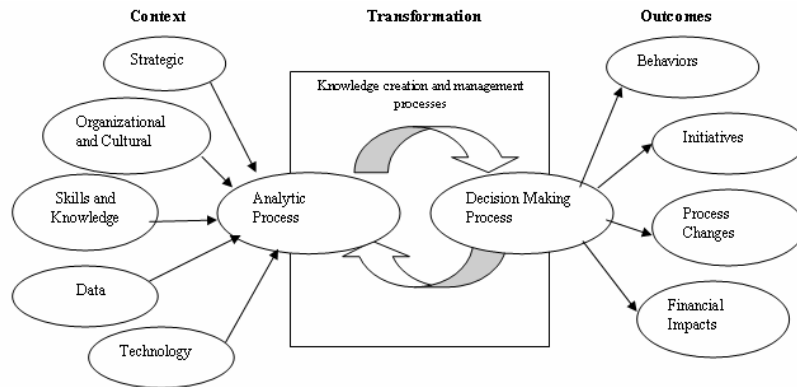 Context
Transformation
Outcomes
Strategic
Organizational
and Cultural
Skills and
Knowledge
Data
Technology
Knowledge creation and management
processes
Analytic
Process
Decision Making
Process
Behaviors
Initiatives
Process
Changes
Financial
Impacts